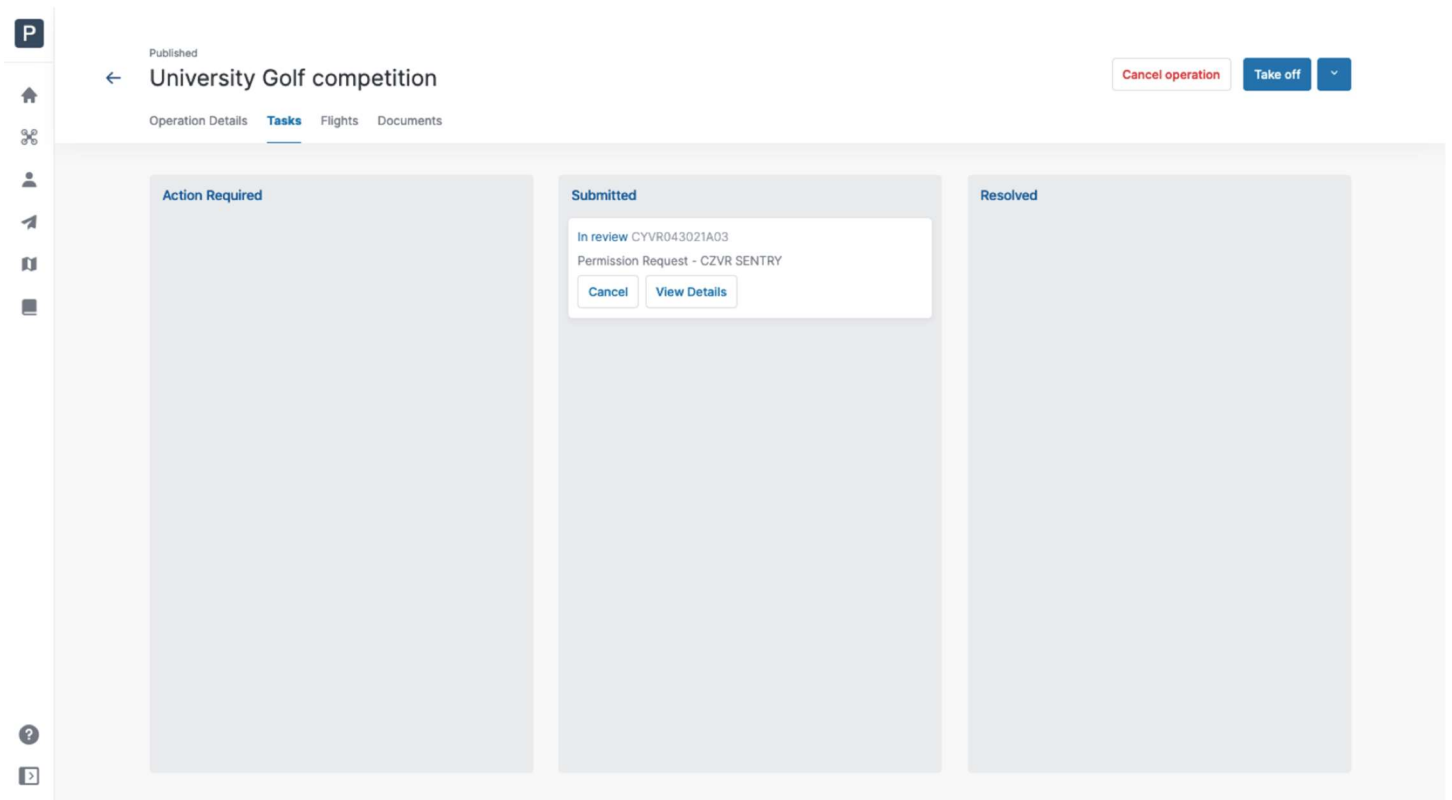 P
Published
University Golf competition
Cancel operation
Take off
Operation Details Tasks Flights Documents
Action Required
Submitted
In review CYVR043021A03
Permission Request - CZVR SENTRY
Cancel View Details
Resolved
?